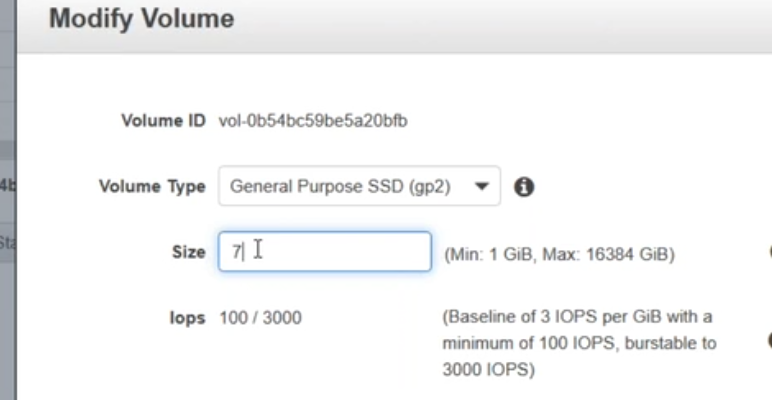 Modify Volume
Volume ID vol-0b54bc59be5a20bfb
4b
Volume Type General Purpose SSD (gp2)
Sta
Size 7 (Min: 1 GiB, Max: 16384 GiB)
Iops 100 / 3000 (Baseline of 3 IOPS per GiB with a
minimum of 100 IOPS, burstable to
3000 IOPS)